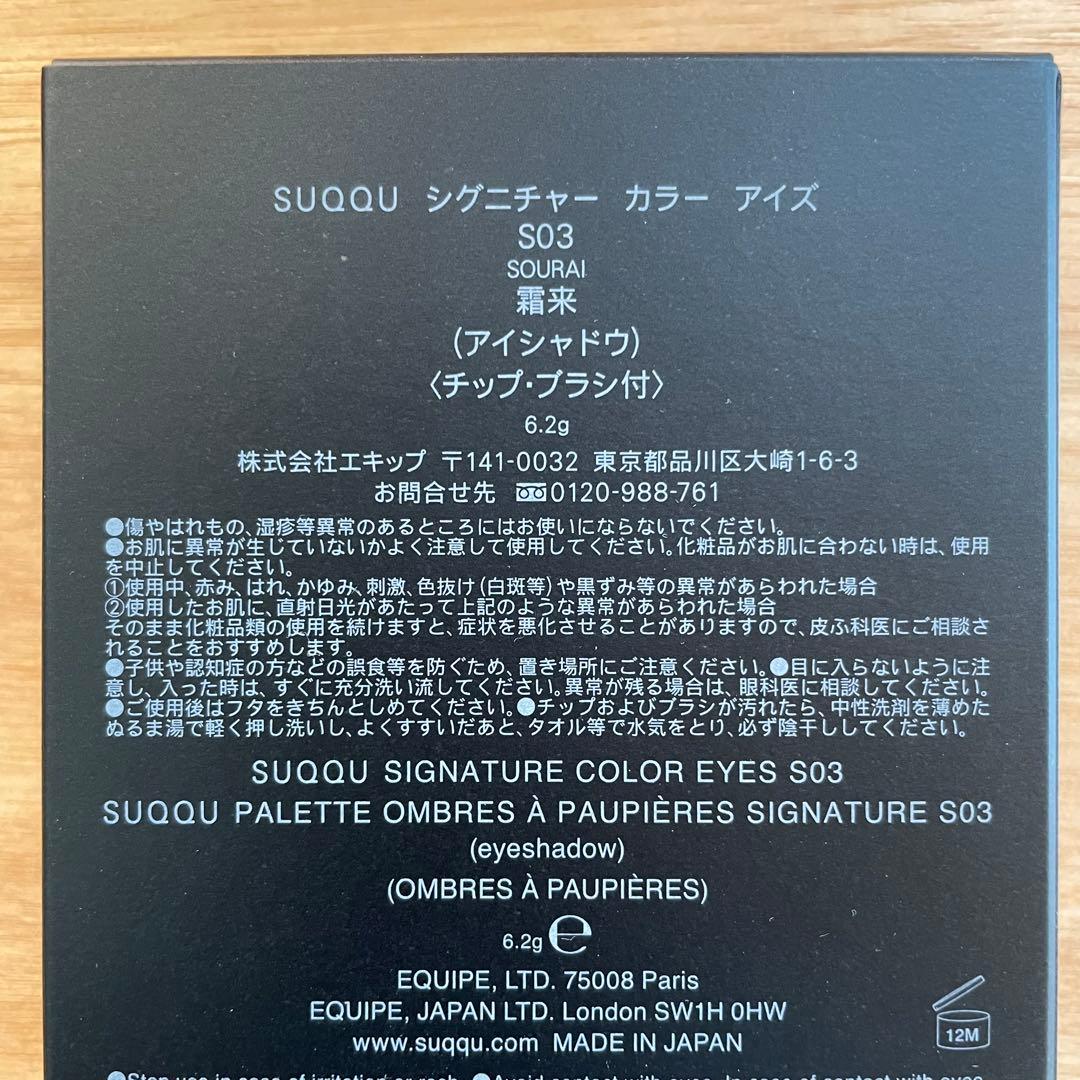 SUQQU シグニチャー カラー アイズ
S03
SOURAI
霜来
(アイシャドウ)
〈チップ・ブラシ付〉
6.2g
株式会社エキップ 〒141-0032 東京都品川区大崎1-6-3
お問合せ先 0120-988-761
●傷やはれもの、湿疹等異常のあるところにはお使いにならないでください。
●お肌に異常が生じていないかよく注意して使用してください。化粧品がお肌に合わない時は、使用
を中止してください。
①使用中、赤み、はれ、かゆみ、刺激、色抜け(白斑等)や黒ずみ等の異常があらわれた場合
②使用したお肌に、直射日光があたって上記のような異常があらわれた場合
そのまま化粧品類の使用を続けますと、症状を悪化させることがありますので、皮ふ科医にご相談さ
れることをおすすめします。
●子供や認知症の方などの誤食等を防ぐため、置き場所にご注意ください。●目に入らないように注
意し、入った時は、すぐに充分洗い流してください。異常が残る場合は、眼科医に相談してください。
●ご使用後はフタをきちんとしめてください。●チップおよびブラシが汚れたら、中性洗剤を薄めた
ぬるま湯で軽く押し洗いし、よくすすいだあと、タオル等で水気をとり、必ず陰干ししてください。
SUQQU SIGNATURE COLOR EYES S03
SUQQU PALETTE OMBRES À PAUPIÈRES SIGNATURE S03
(eyeshadow)
(OMBRES À PAUPIÈRES)
6.2g ℮
EQUIPE, LTD. 75008 Paris
EQUIPE, JAPAN LTD. London SW1H 0HW
www.suqqu.com MADE IN JAPAN
12M
●Stop use in case of irritation or rash. ●Avoid contact with eyes. In case of contact with eyes